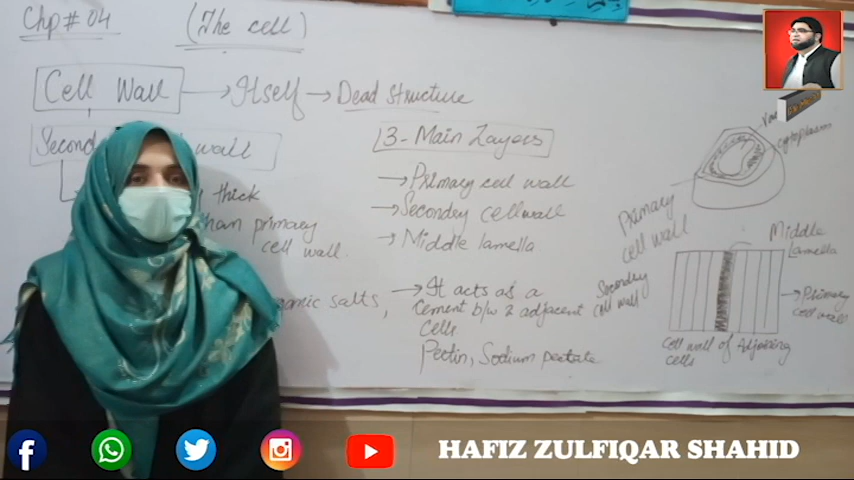 Chp # 04
(The cell)
Cell Wall → Itself → Dead structure
Second wall
thick
than primary
cell wall.
salts,
3-Main Layers
→ Primary cell wall
→ Secondry cell wall
→ Middle lamella
→ It acts as a
cement b/w 2 adjacent
cells
Pectin, Sodium pectate
cytoplasm
Primary
cell wall
Middle
lamella
Secondry
cell wall
→ Primary
cell wall
Cell wall of Adjoining
cells
HAFIZ ZULFIQAR SHAHID